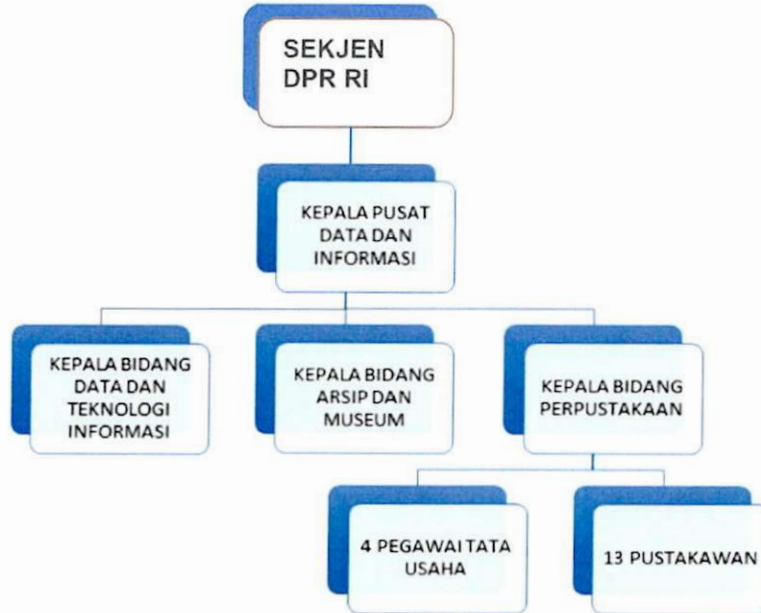 SEKJEN
DPR RI
KEPALA PUSAT
DATA DAN
INFORMASI
KEPALA BIDANG
DATA DAN
TEKNOLOGI
INFORMASI
KEPALA BIDANG
ARSIP DAN
MUSEUM
KEPALA BIDANG
PERPUSTAKAAN
4 PEGAWAI TATA
USAHA
13 PUSTAKAWAN